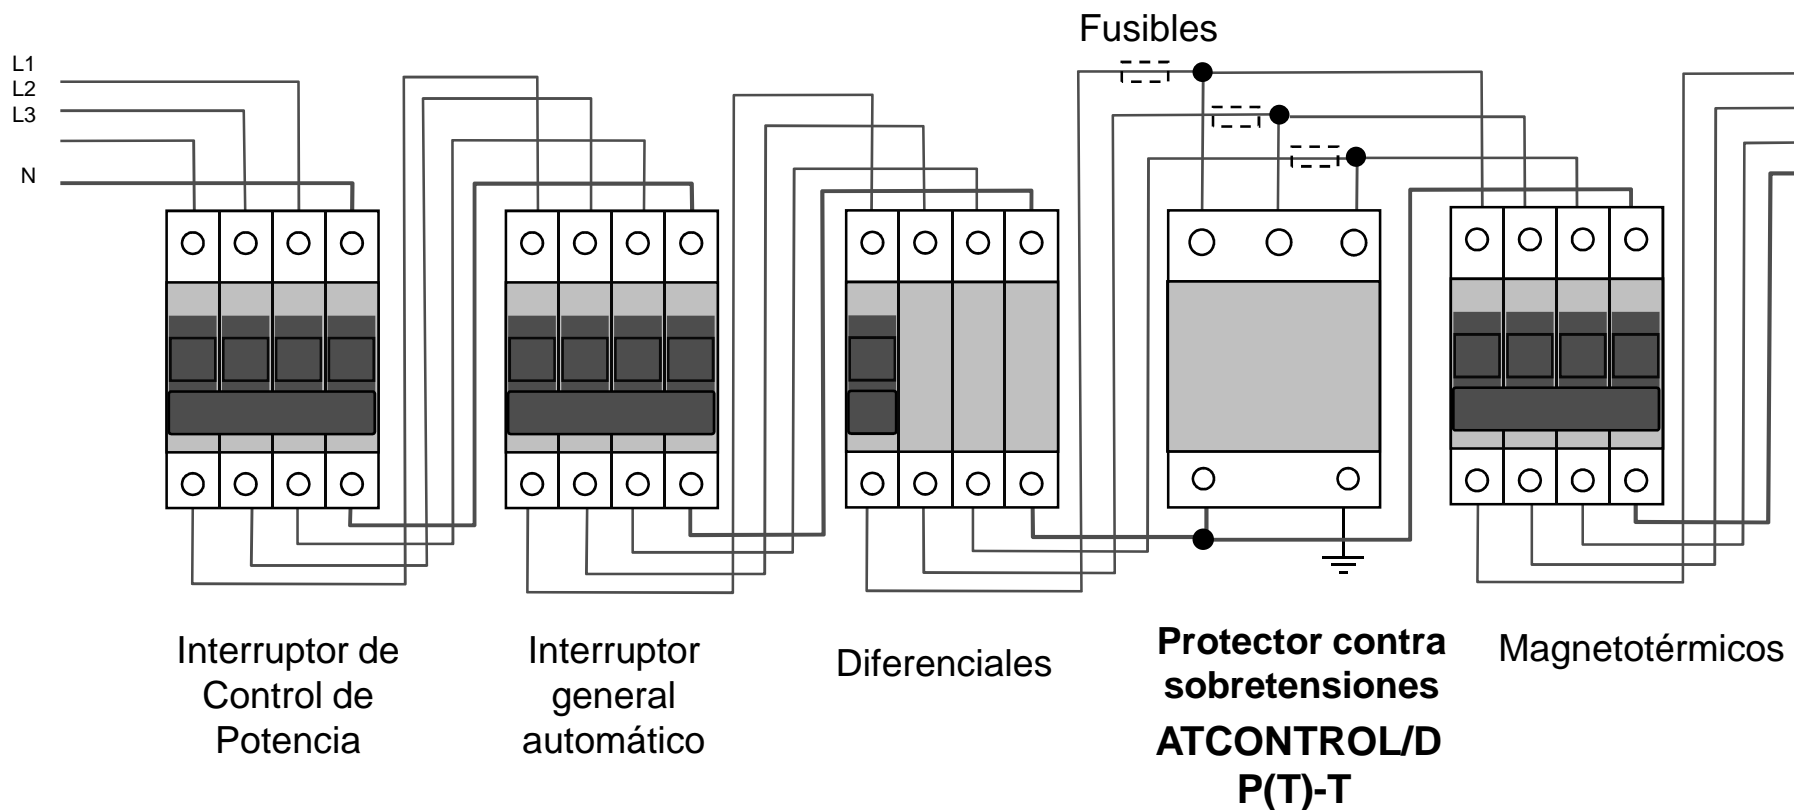 Fusibles
L1
L2
L3
N
Interruptor de
Control de
Potencia
Interruptor
general
automático
Diferenciales
Protector contra
sobretensiones
ATCONTROL/D
P(T)-T
Magnetotérmicos